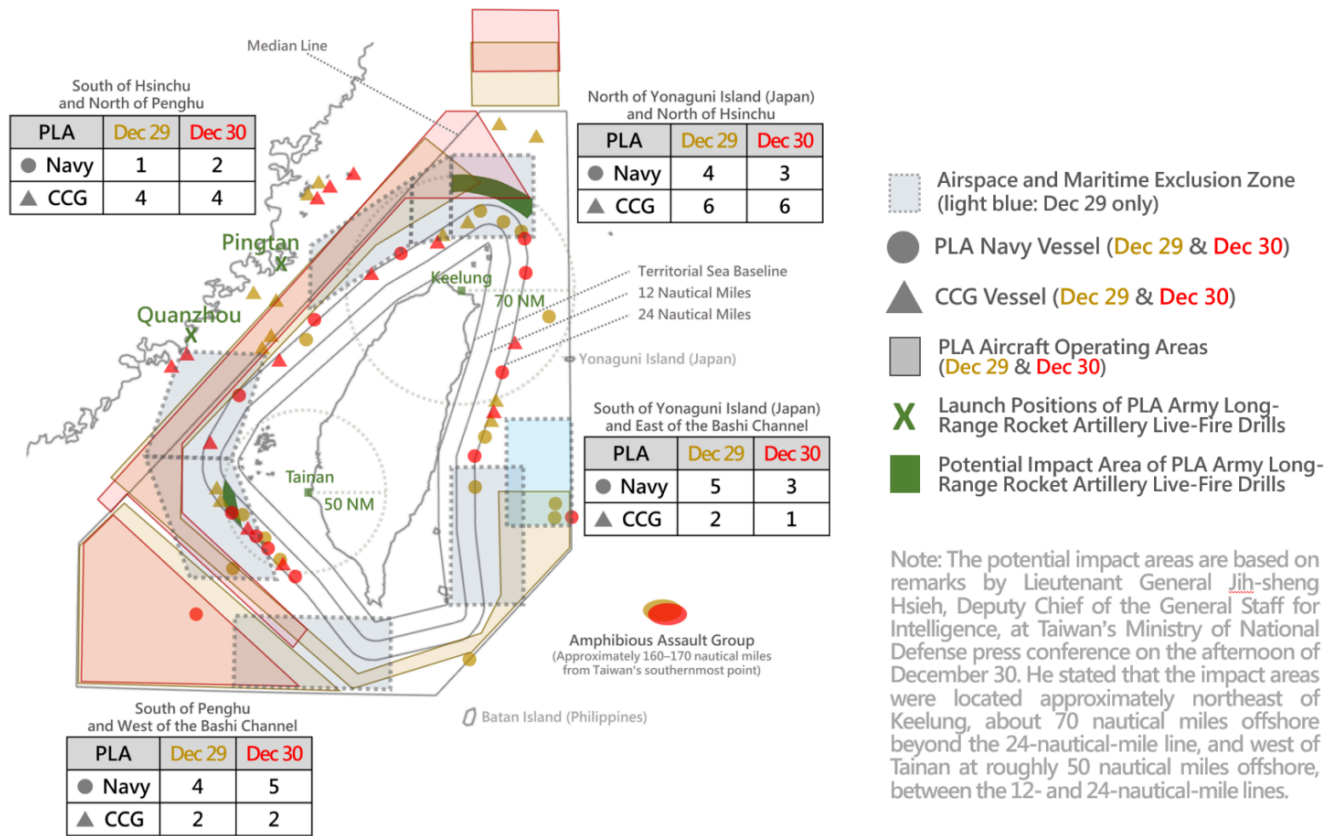 Median Line
South of Hsinchu
and North of Penghu
PLA Dec 29 Dec 30
Navy 1 2
CCG 4 4
North of Yonaguni Island (Japan)
and North of Hsinchu
PLA Dec 29 Dec 30
Navy 4 3
CCG 6 6
Pingtan
X
Quanzhou
X
Keelung
70 NM
Territorial Sea Baseline
12 Nautical Miles
24 Nautical Miles
Yonaguni Island (Japan)
South of Yonaguni Island (Japan)
and East of the Bashi Channel
PLA Dec 29 Dec 30
Navy 5 3
CCG 2 1
Tainan
50 NM
Amphibious Assault Group
(Approximately 160–170 nautical miles
from Taiwan's southernmost point)
Batan Island (Philippines)
South of Penghu
and West of the Bashi Channel
PLA Dec 29 Dec 30
Navy 4 5
CCG 2 2
Airspace and Maritime Exclusion Zone
(light blue: Dec 29 only)
PLA Navy Vessel (Dec 29 & Dec 30)
CCG Vessel (Dec 29 & Dec 30)
PLA Aircraft Operating Areas
(Dec 29 & Dec 30)
X Launch Positions of PLA Army Long-
Range Rocket Artillery Live-Fire Drills
Potential Impact Area of PLA Army Long-
Range Rocket Artillery Live-Fire Drills
Note: The potential impact areas are based on
remarks by Lieutenant General Jih-sheng
Hsieh, Deputy Chief of the General Staff for
Intelligence, at Taiwan's Ministry of National
Defense press conference on the afternoon of
December 30. He stated that the impact areas
were located approximately northeast of
Keelung, about 70 nautical miles offshore
beyond the 24-nautical-mile line, and west of
Tainan at roughly 50 nautical miles offshore,
between the 12- and 24-nautical-mile lines.